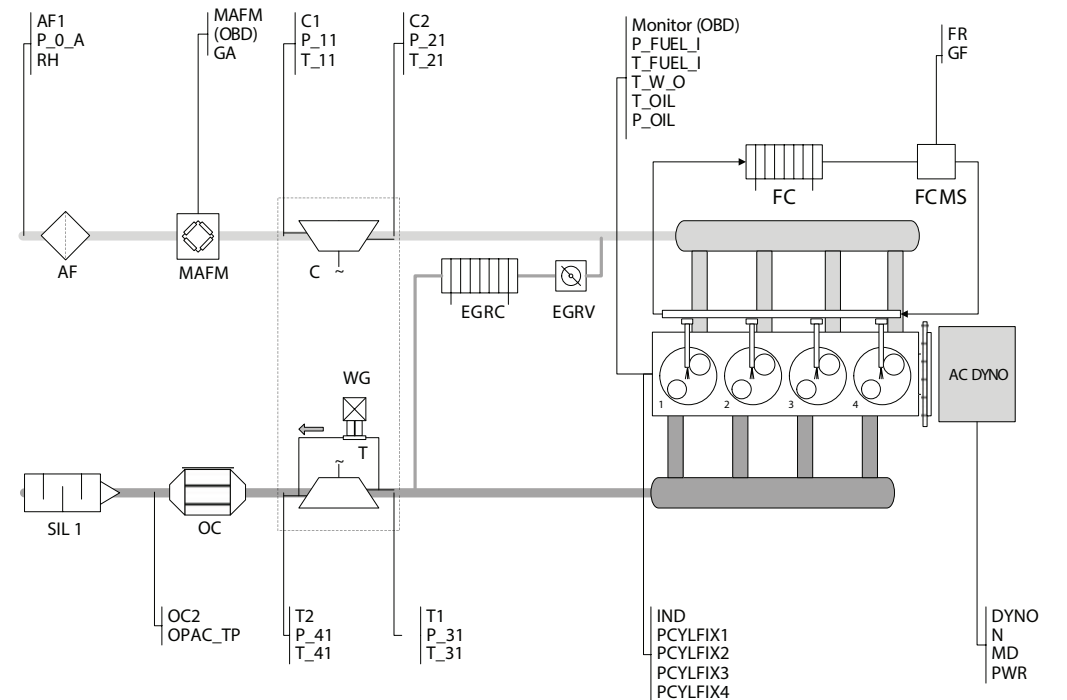 AF1
P_0_A
RH
MAFM
(OBD)
GA
C1
P_11
T_11
C2
P_21
T_21
Monitor (OBD)
P_FUEL_I
T_FUEL_I
T_W_O
T_OIL
P_OIL
FR
GF
FC
FCMS
AF
MAFM
C
~
EGRC
EGRV
WG
T
~
1
2
3
4
AC DYNO
SIL 1
OC
OC2
OPAC_TP
T2
P_41
T_41
T1
P_31
T_31
IND
PCYLFIX1
PCYLFIX2
PCYLFIX3
PCYLFIX4
DYNO
N
MD
PWR